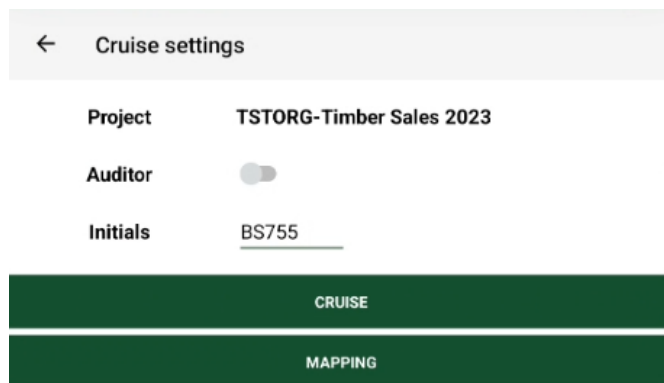 Cruise settings
Project TSTORG-Timber Sales 2023
Auditor
Initials BS755
CRUISE
MAPPING